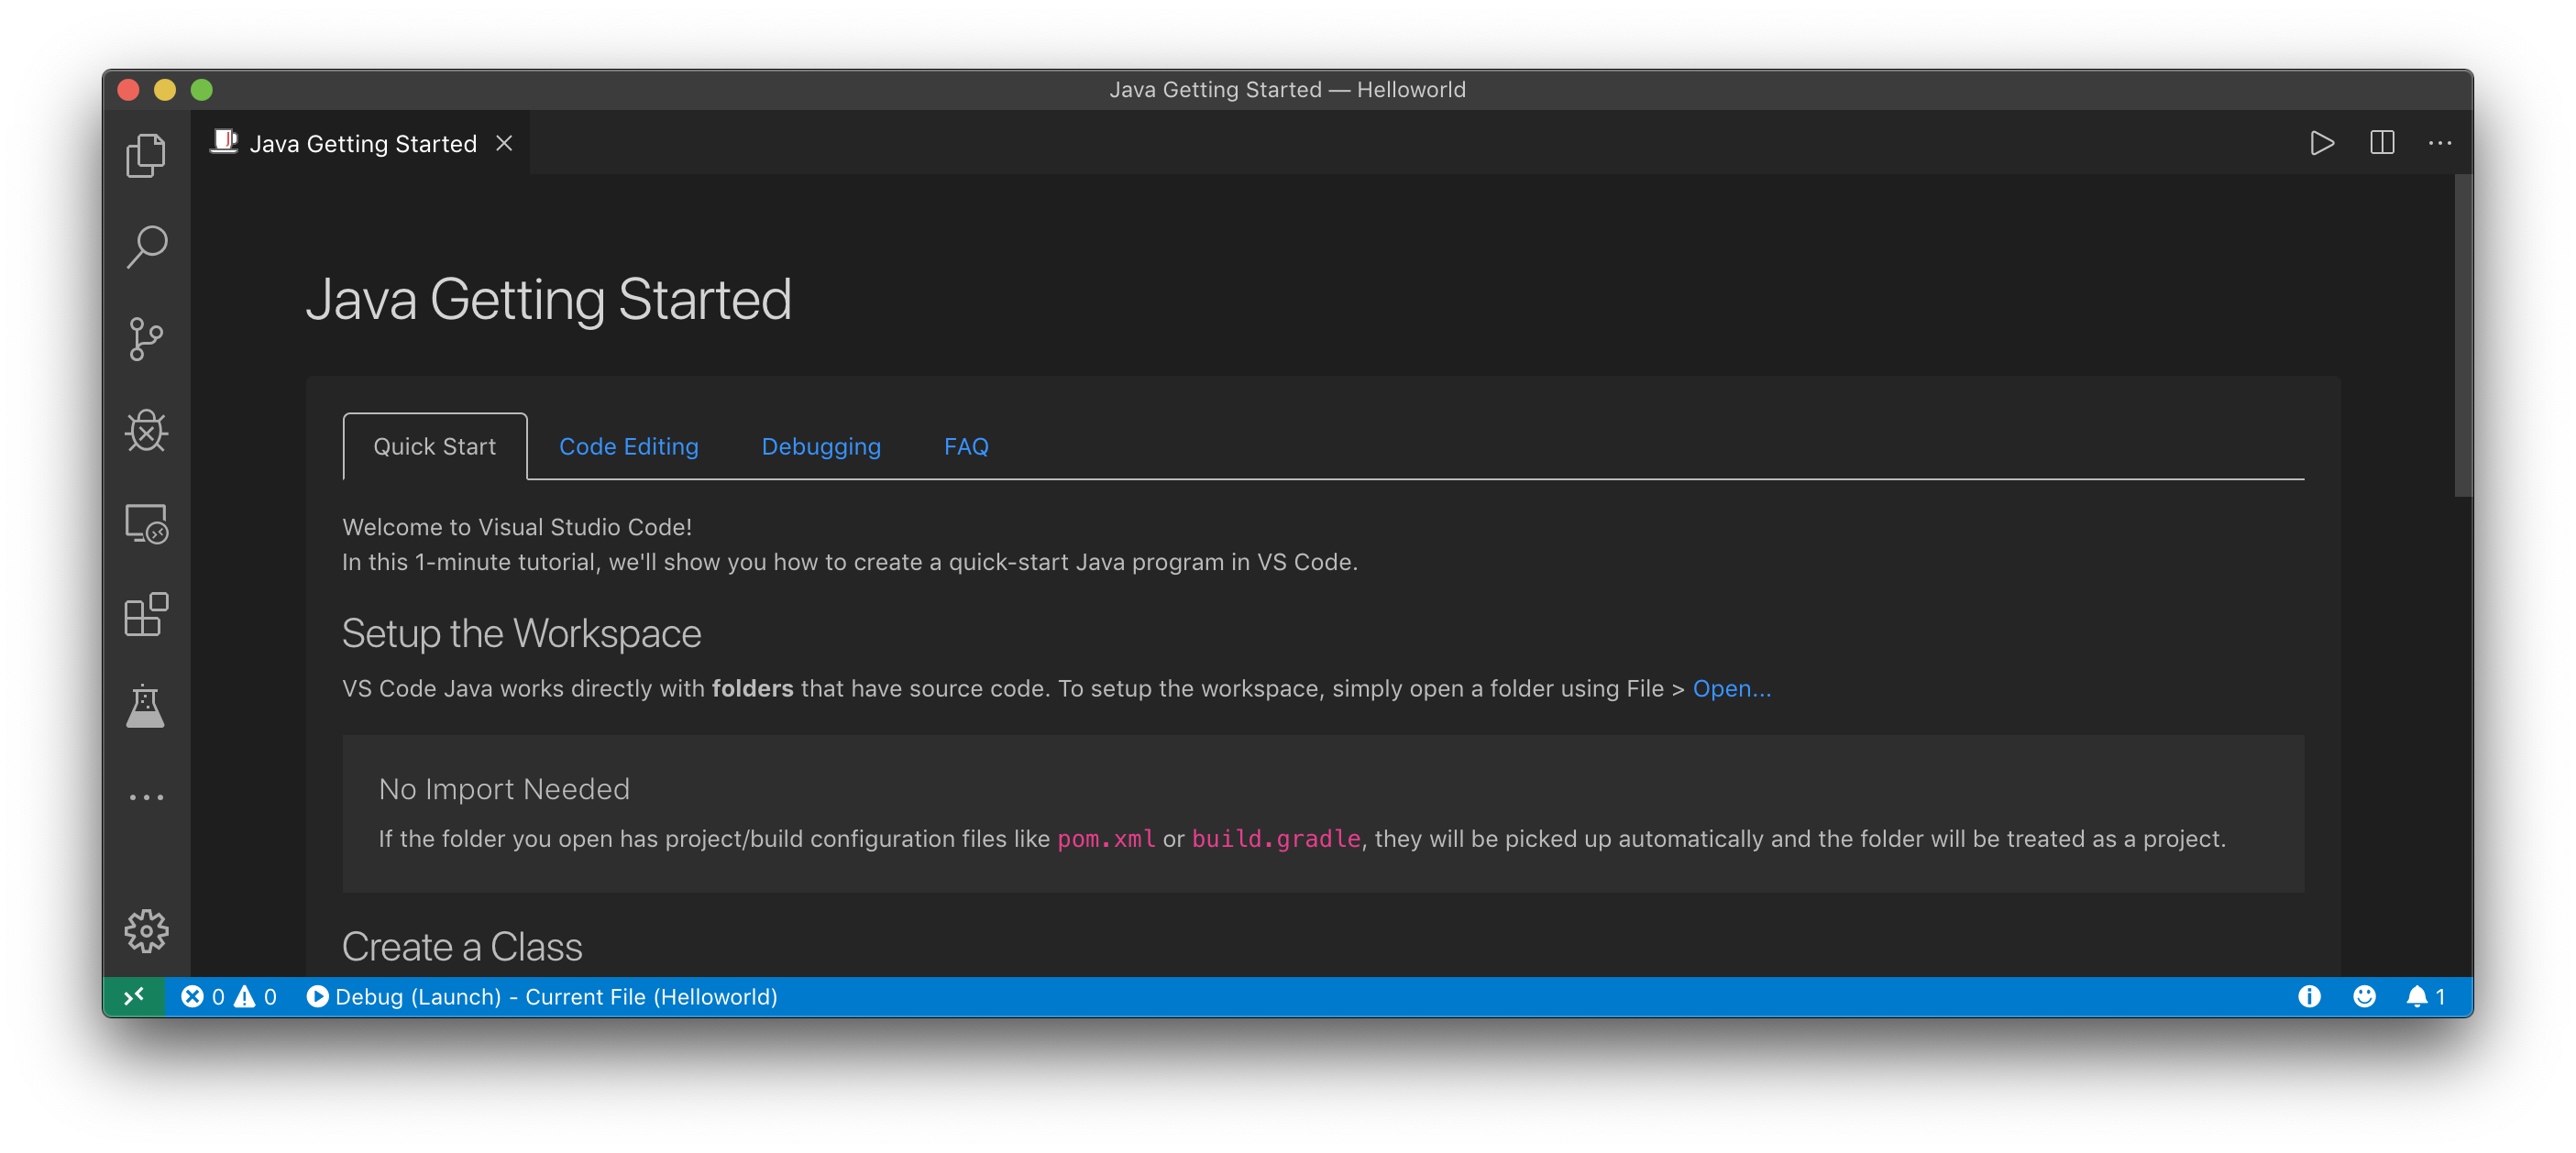 Java Getting Started — Helloworld
Java Getting Started
Java Getting Started
Quick Start Code Editing Debugging FAQ
Welcome to Visual Studio Code!
In this 1-minute tutorial, we'll show you how to create a quick-start Java program in VS Code.
Setup the Workspace
VS Code Java works directly with folders that have source code. To setup the workspace, simply open a folder using File > Open...
No Import Needed
If the folder you open has project/build configuration files like pom.xml or build.gradle, they will be picked up automatically and the folder will be treated as a project.
Create a Class
0 0 Debug (Launch) - Current File (Helloworld) 1